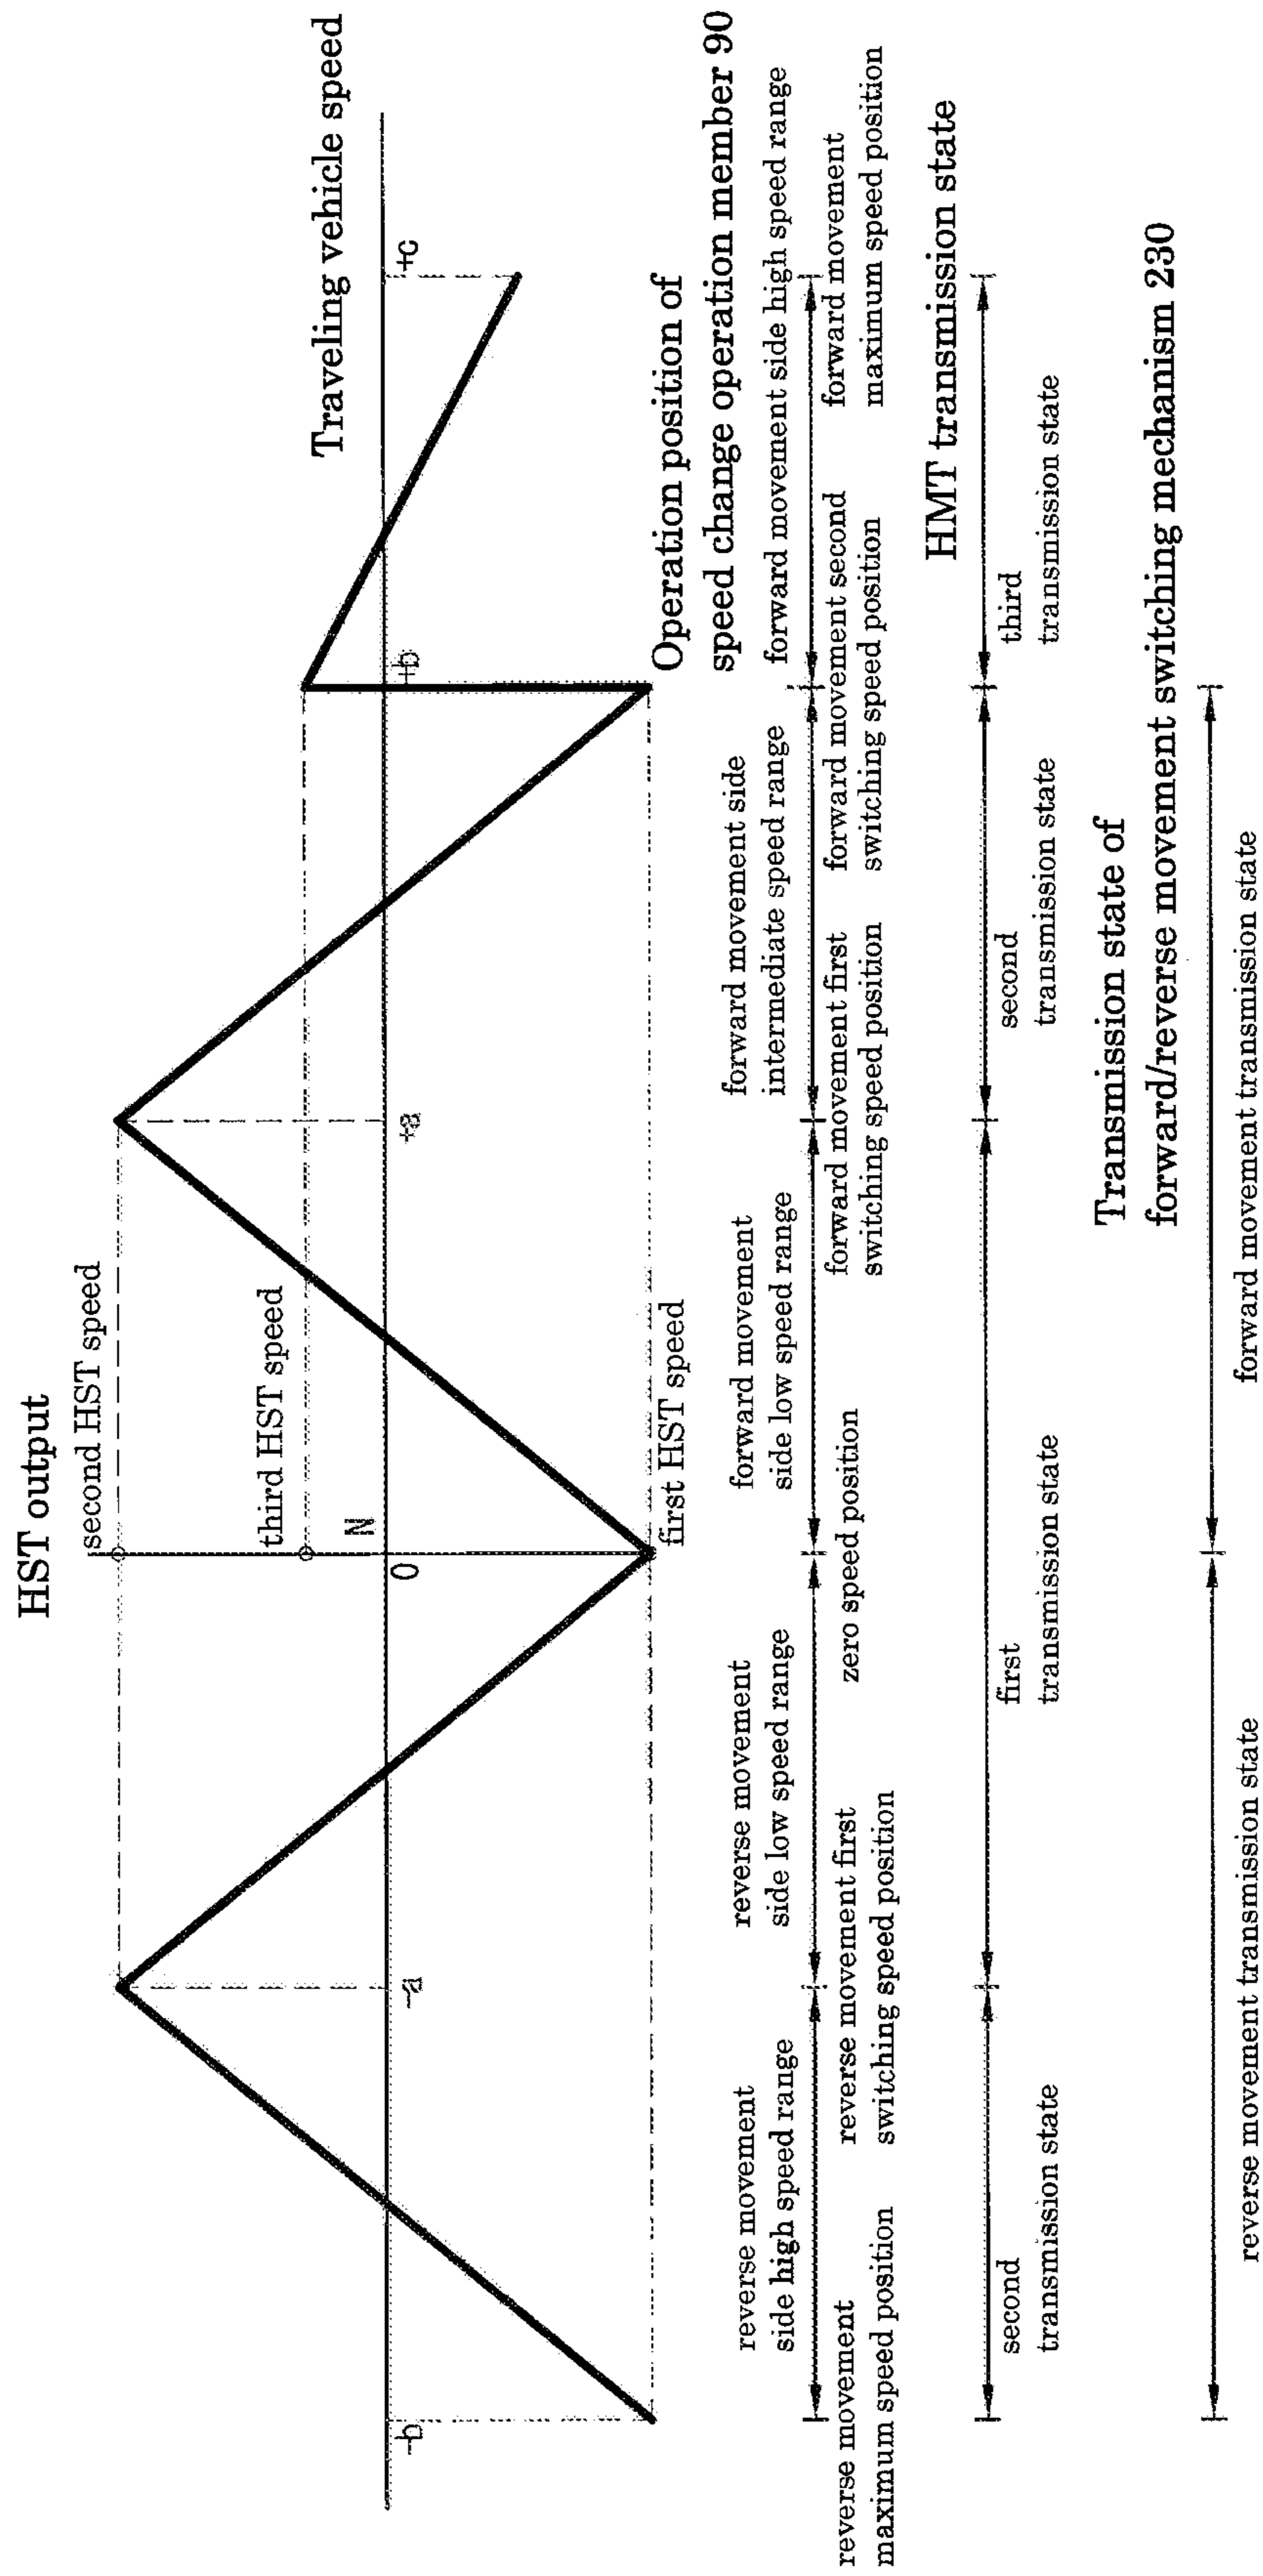 HST output
second HST speed
third HST speed
N
Traveling vehicle speed
-b
-a
0
+a
+b
+c
first HST speed
Operation position of
speed change operation member 90
reverse movement
side high speed range
reverse movement
side low speed range
forward movement
side low speed range
forward movement side
intermediate speed range
forward movement side high speed range
reverse movement
maximum speed position
reverse movement first
switching speed position
zero speed position
forward movement first
switching speed position
forward movement second
switching speed position
forward movement
maximum speed position
HMT transmission state
second
transmission state
first
transmission state
second
transmission state
third
transmission state
Transmission state of
forward/reverse movement switching mechanism 230
reverse movement transmission state
forward movement transmission state